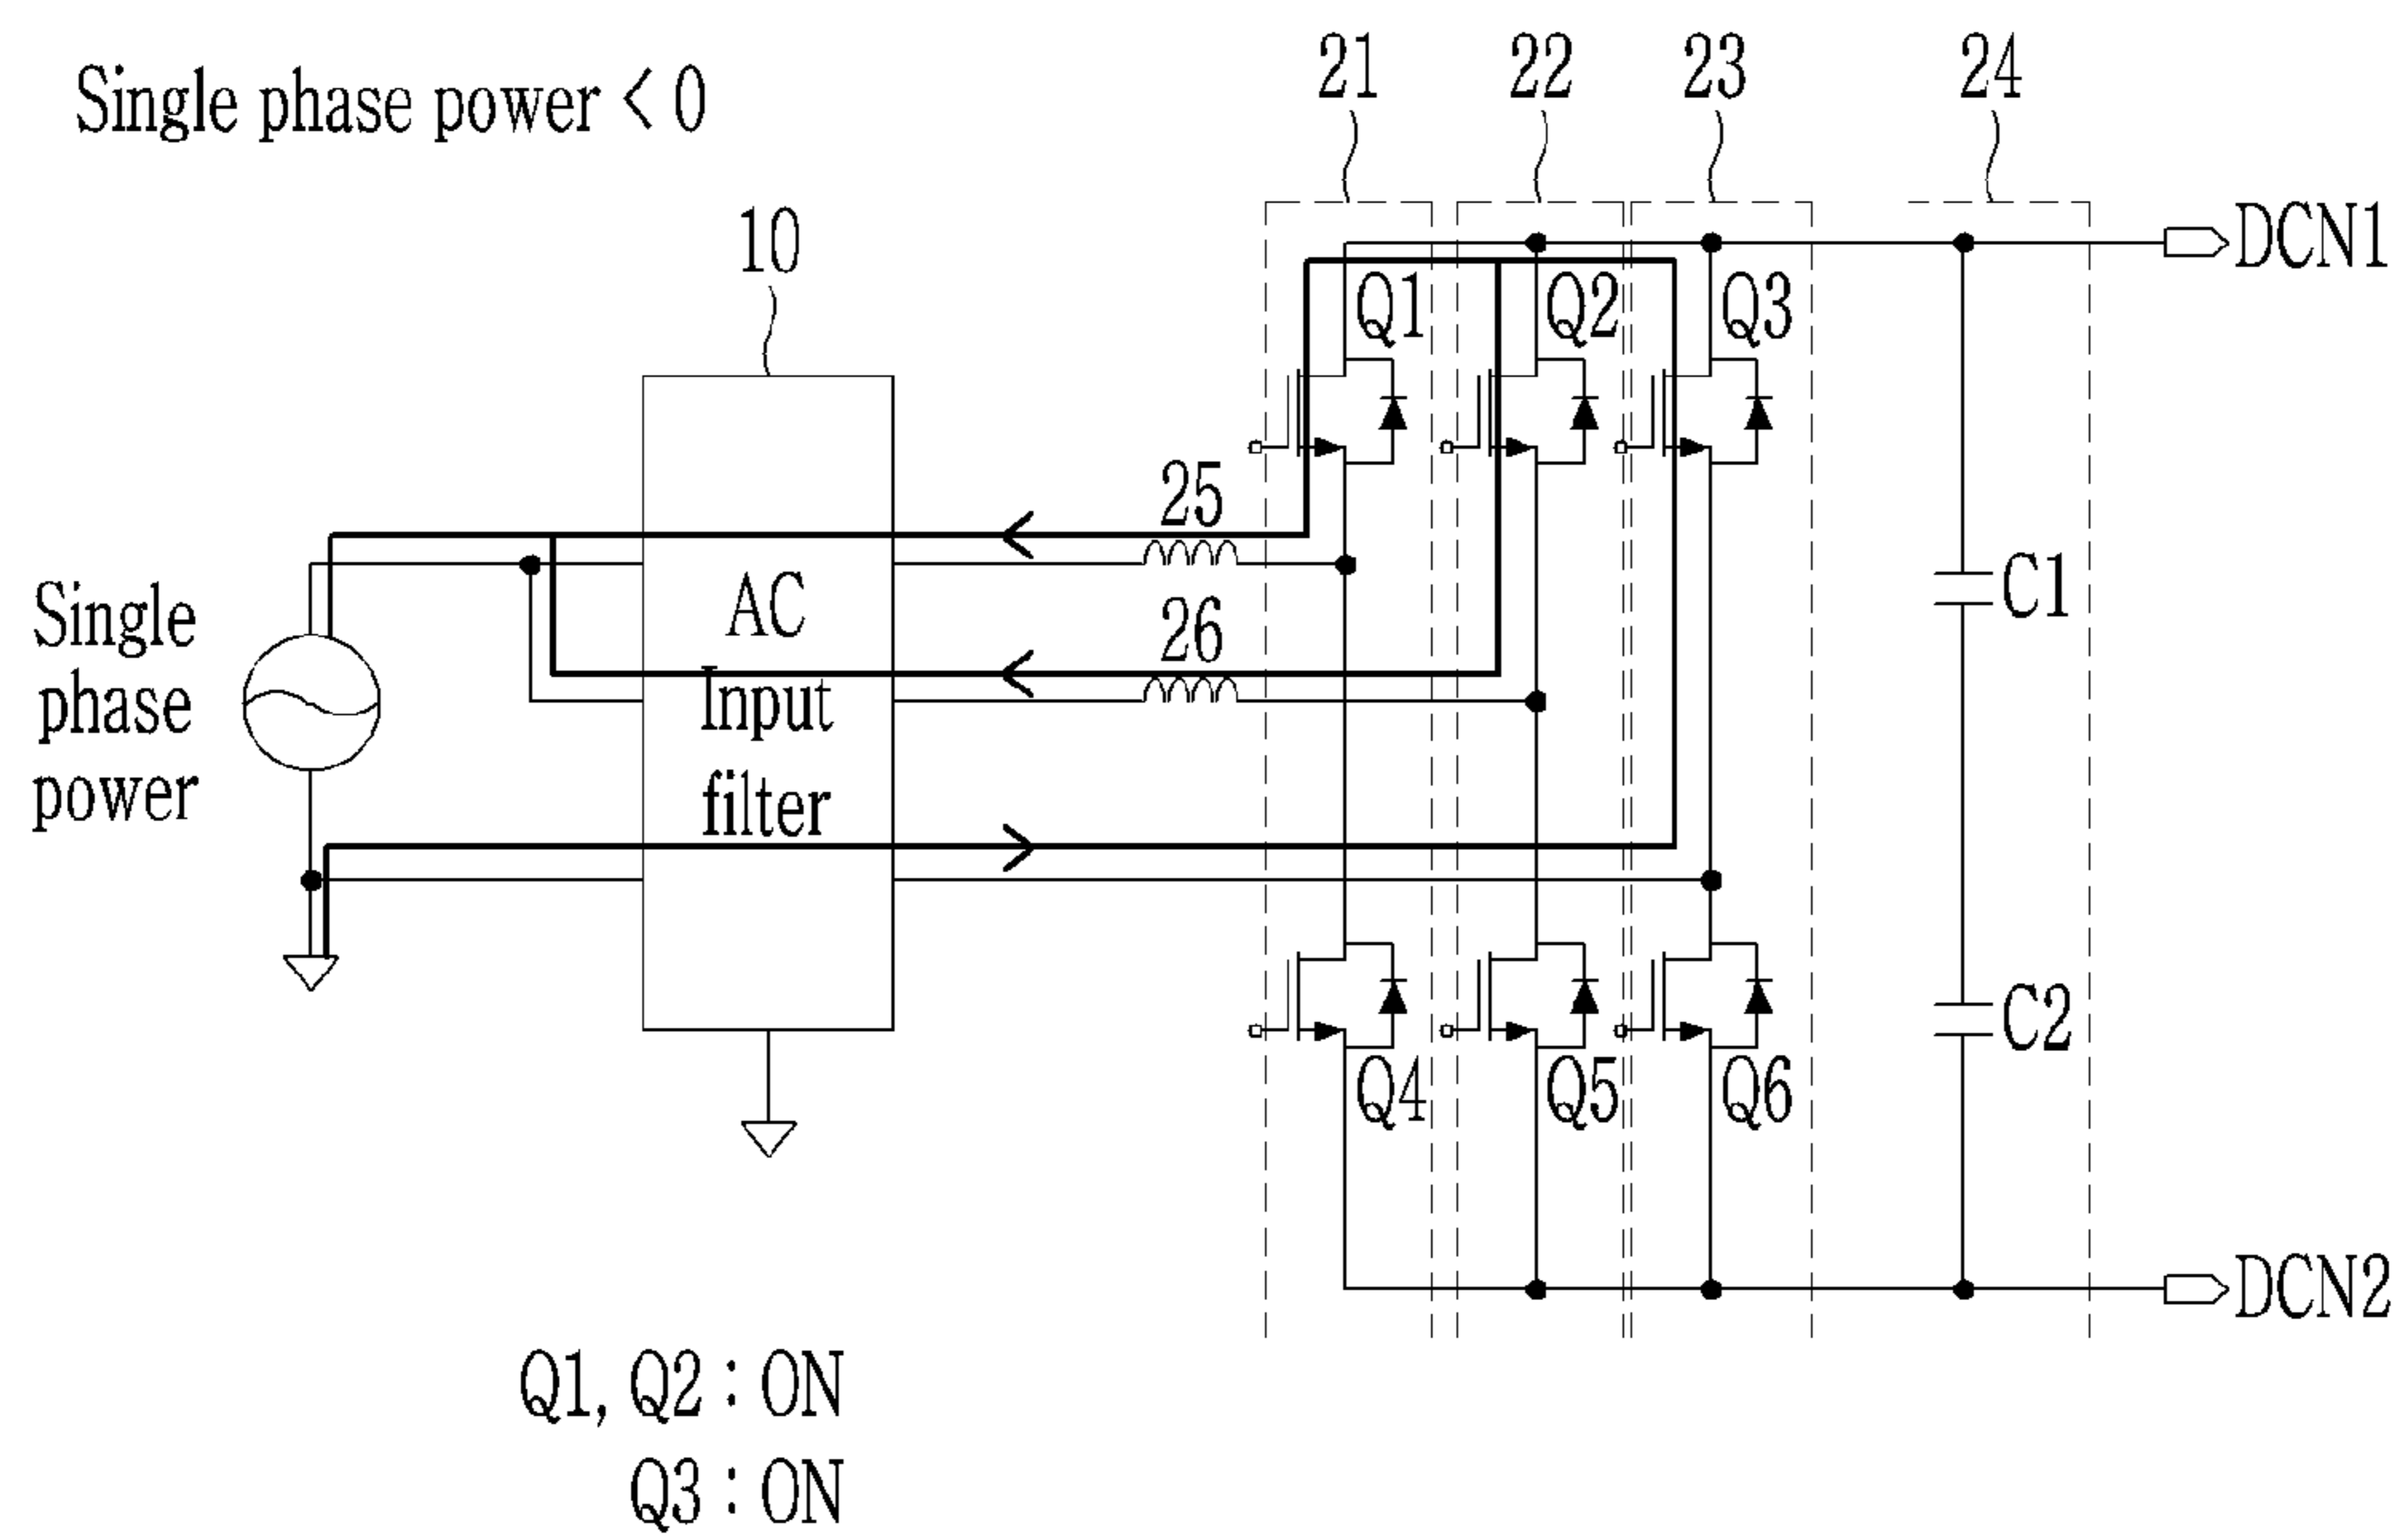 Single phase power < 0
21
22
23
24
10
DCN1
Q1
Q2
Q3
25
26
Single
phase
power
AC
Input
filter
C1
C2
Q4
Q5
Q6
DCN2
Q1, Q2 : ON
Q3 : ON